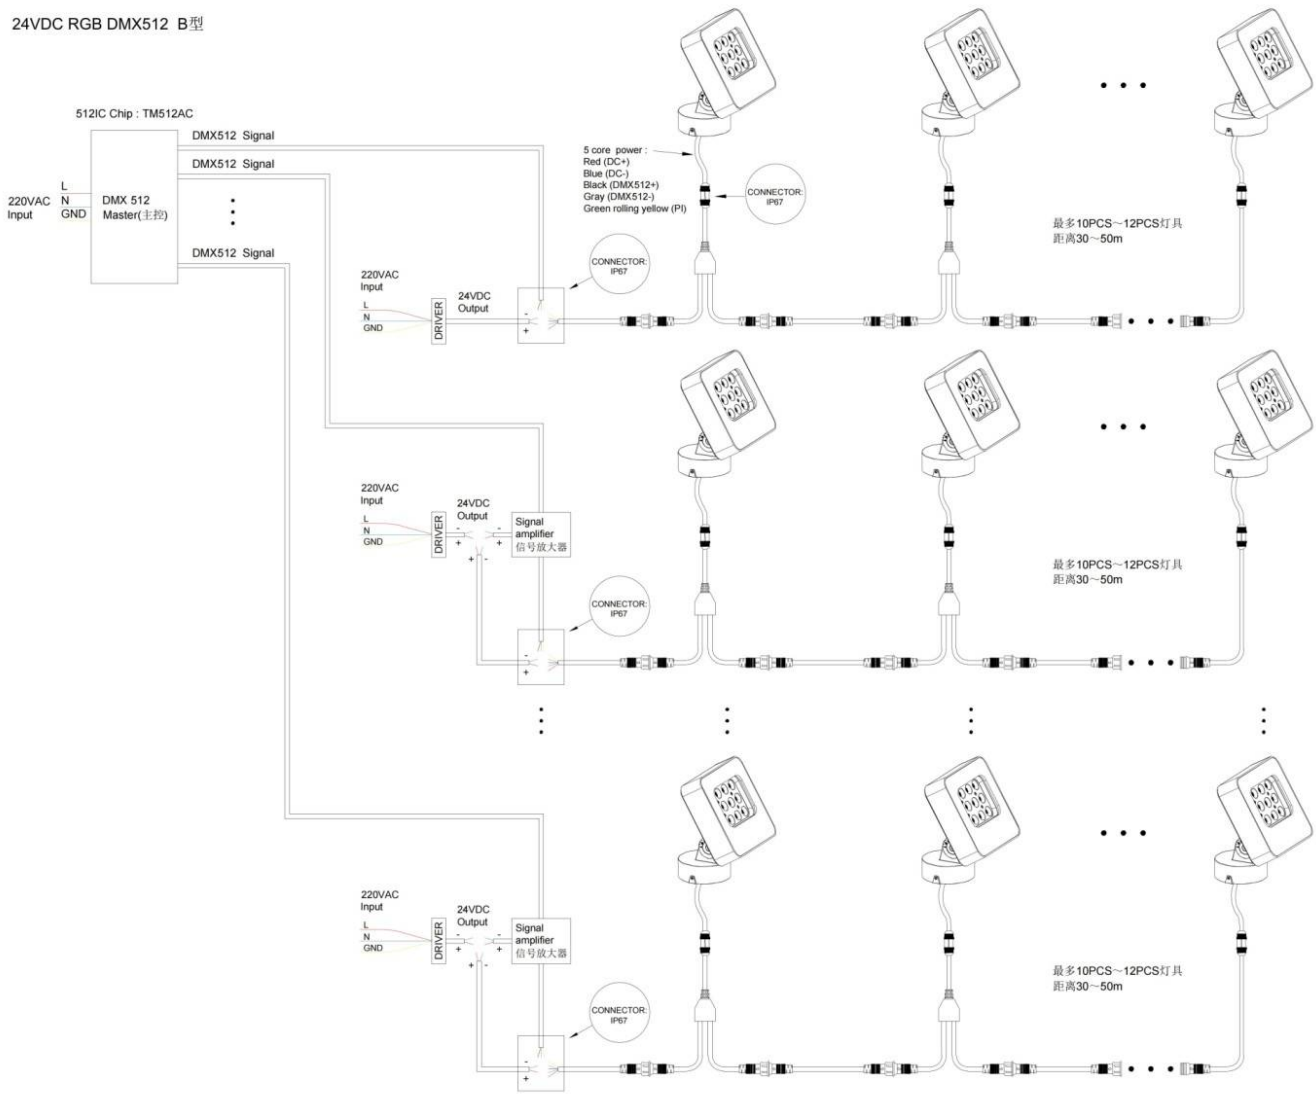 24VDC RGB DMX512 B型
512IC Chip : TM512AC
DMX512 Signal
DMX512 Signal
DMX512 Signal
220VAC
Input
L
N
GND
DMX 512
Master(主控)
5 core power :
Red (DC+)
Blue (DC-)
Black (DMX512+)
Gray (DMX512-)
Green rolling yellow (PI)
CONNECTOR:
IP67
最多10PCS～12PCS灯具
距离30～50m
220VAC
Input
L
N
GND
DRIVER
24VDC
Output
-
+
CONNECTOR:
IP67
220VAC
Input
L
N
GND
DRIVER
24VDC
Output
- -
+ +
+ -
Signal
amplifier
信号放大器
CONNECTOR:
IP67
-
+
最多10PCS～12PCS灯具
距离30～50m
220VAC
Input
L
N
GND
DRIVER
24VDC
Output
- -
+ +
+ -
Signal
amplifier
信号放大器
CONNECTOR:
IP67
-
+
最多10PCS～12PCS灯具
距离30～50m